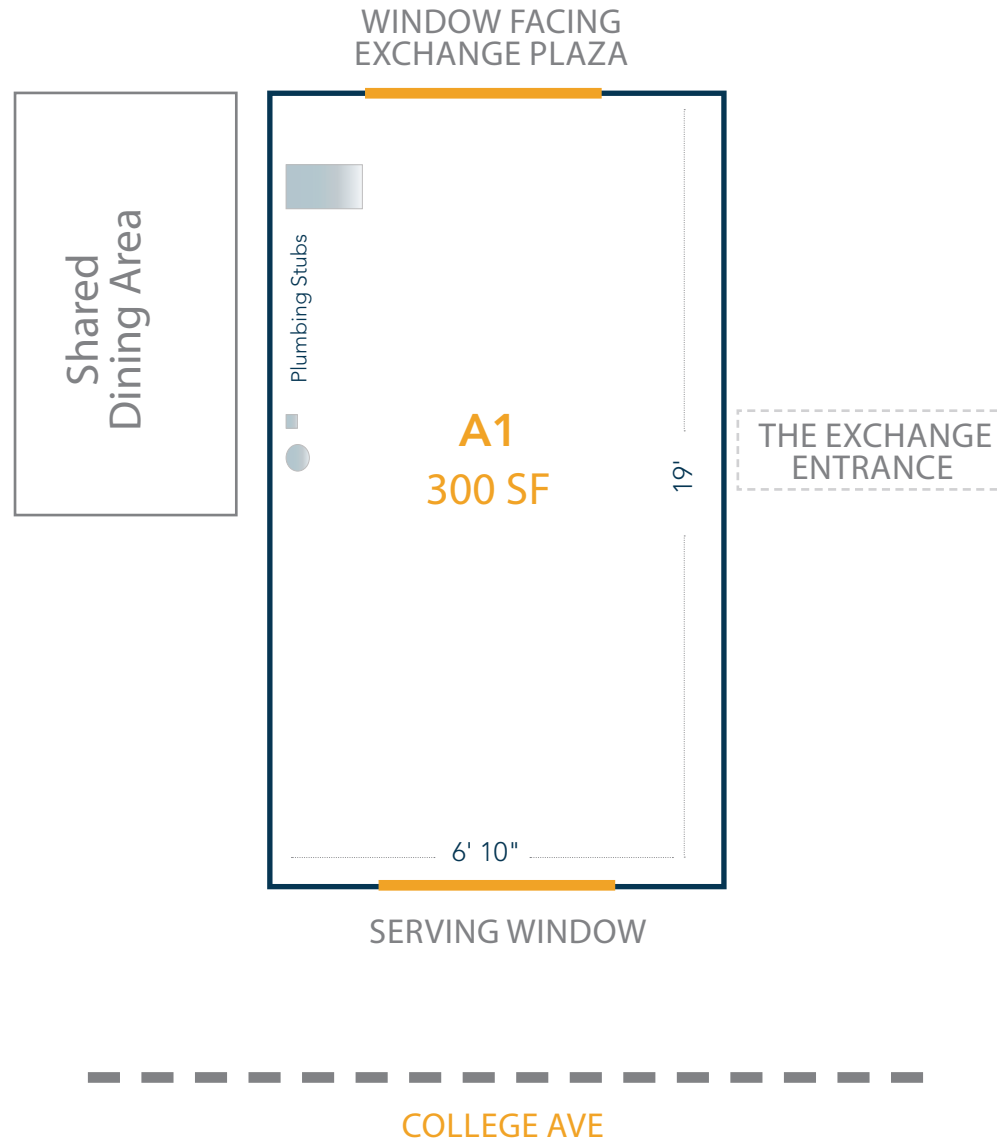 WINDOW FACING
EXCHANGE PLAZA
Shared
Dining Area
Plumbing Stubs
A1
300 SF
19'
THE EXCHANGE
ENTRANCE
6' 10"
SERVING WINDOW
COLLEGE AVE